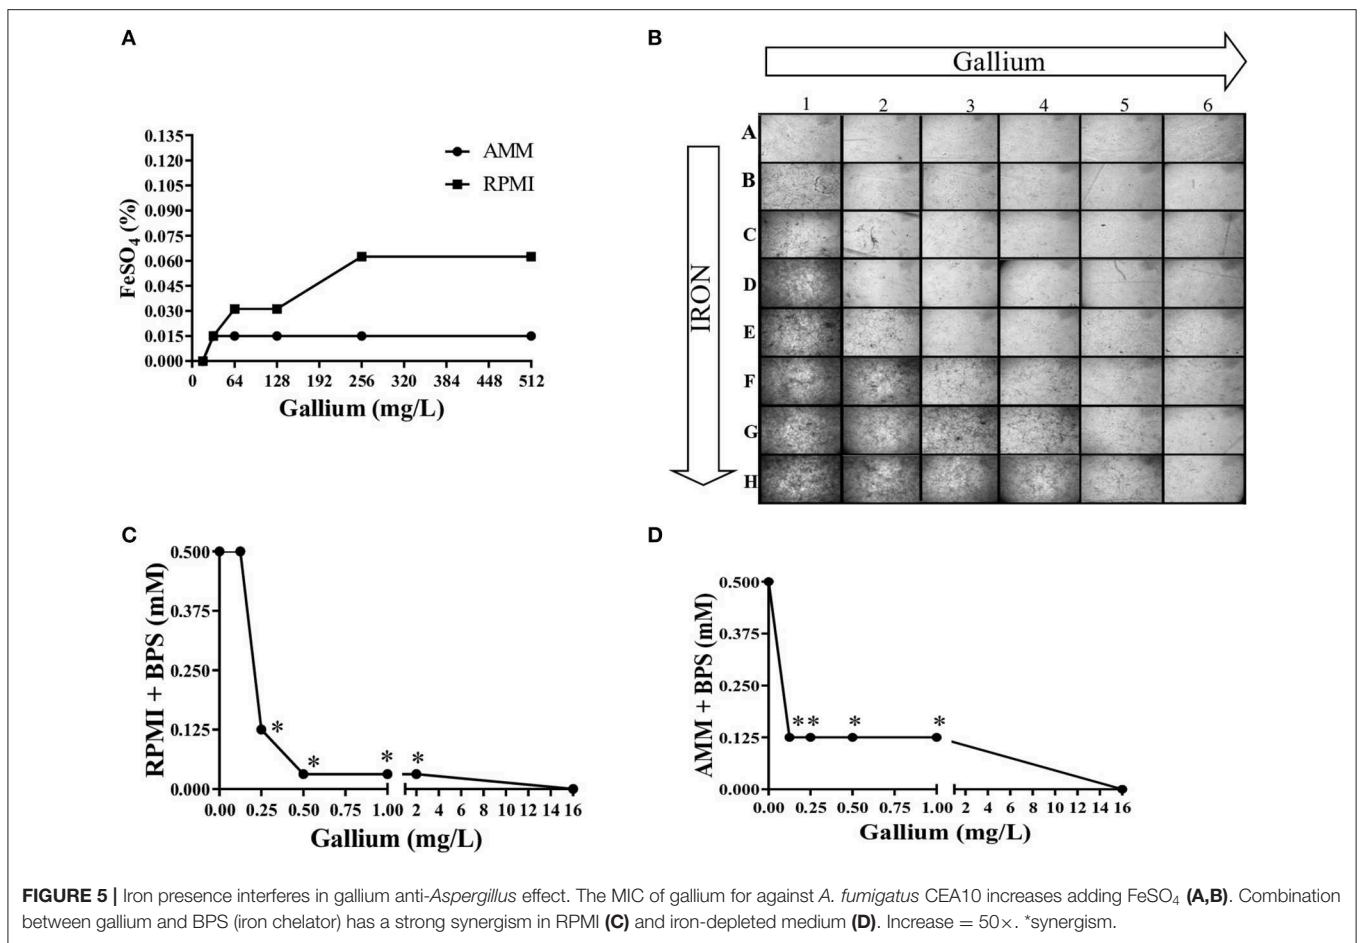 A
0.135
0.120
0.105
0.090
0.075
0.060
0.045
0.030
0.015
0.000
FeSO4 (%)
AMM
RPMI
0 64 128 192 256 320 384 448 512
Gallium (mg/L)
B
Gallium
1 2 3 4 5 6
IRON
A
B
C
D
E
F
G
H
C
0.500
0.375
0.250
0.125
0.000
RPMI + BPS (mM)
*
*
* *
0.00 0.25 0.50 0.75 1.00 2 4 6 8 10 12 14 16
Gallium (mg/L)
D
0.500
0.375
0.250
0.125
0.000
AMM + BPS (mM)
** * *
0.00 0.25 0.50 0.75 1.00 2 4 6 8 10 12 14 16
Gallium (mg/L)
FIGURE 5 | Iron presence interferes in gallium anti-Aspergillus effect. The MIC of gallium for against A. fumigatus CEA10 increases adding FeSO4 (A,B). Combination
between gallium and BPS (iron chelator) has a strong synergism in RPMI (C) and iron-depleted medium (D). Increase = 50×. *synergism.